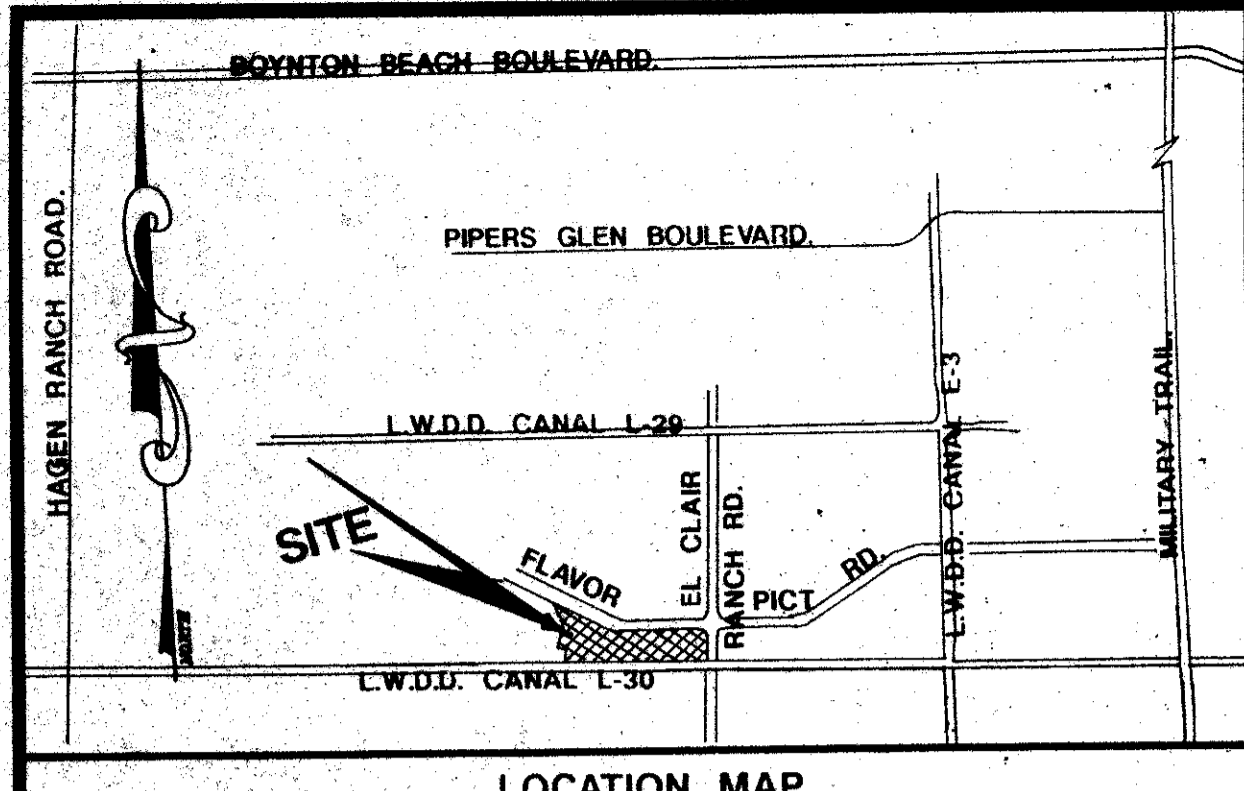 BOYNTON BEACH BOULEVARD.
HAGEN RANCH ROAD.
PIPERS GLEN BOULEVARD.
L.W.D.D. CANAL L-29
EL CLAIR
RANCH RD.
L.W.D.D. CANAL E-3
MILITARY TRAIL.
SITE
FLAVOR
PICT RD.
NORTH
L.W.D.D. CANAL L-30
LOCATION MAP